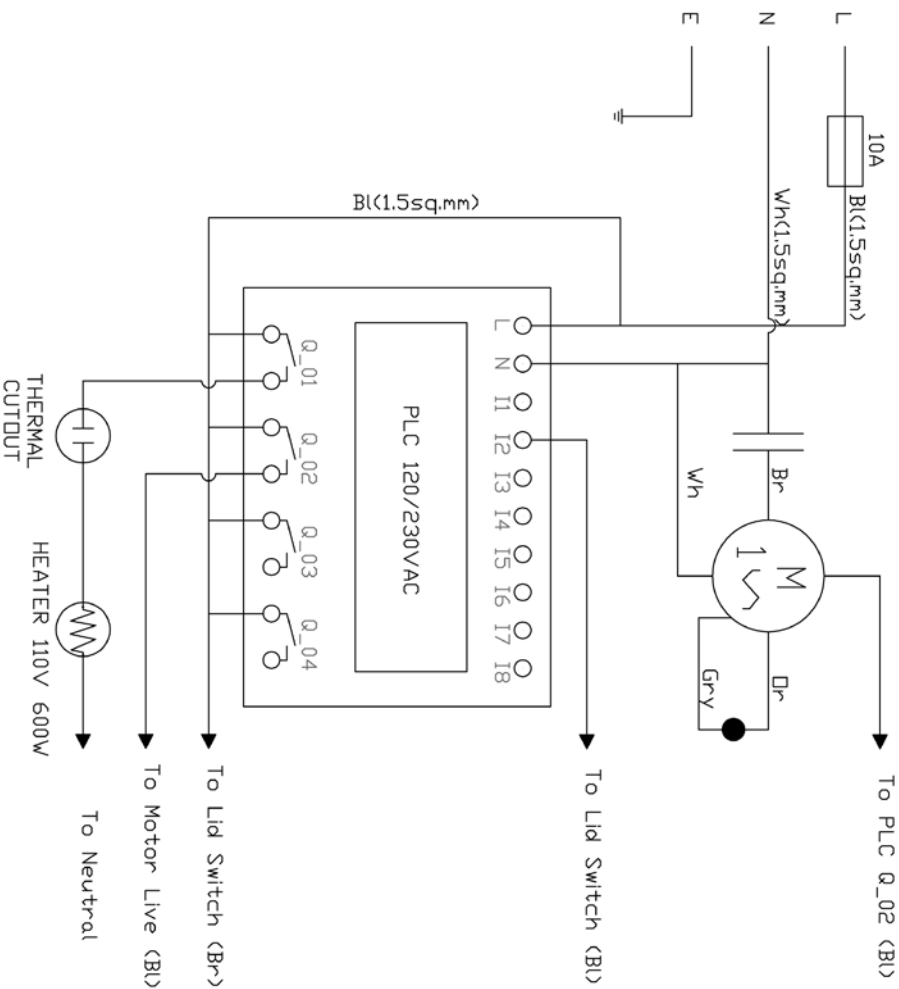 L
N
E
10A
Bl(1.5sq.mm)
Wh(1.5sq.mm)
Bl(1.5sq.mm)
Br
Wh
M
1
Or
Gry
To PLC Q_02 (Bl)
L
N
I1
I2
I3
I4
I5
I6
I7
I8
To Lid Switch (Bl)
PLC 120/230VAC
Q_01
Q_02
Q_03
Q_04
To Lid Switch (Br)
To Motor Live (Bl)
To Neutral
THERMAL
CUTOUT
HEATER 110V 600W